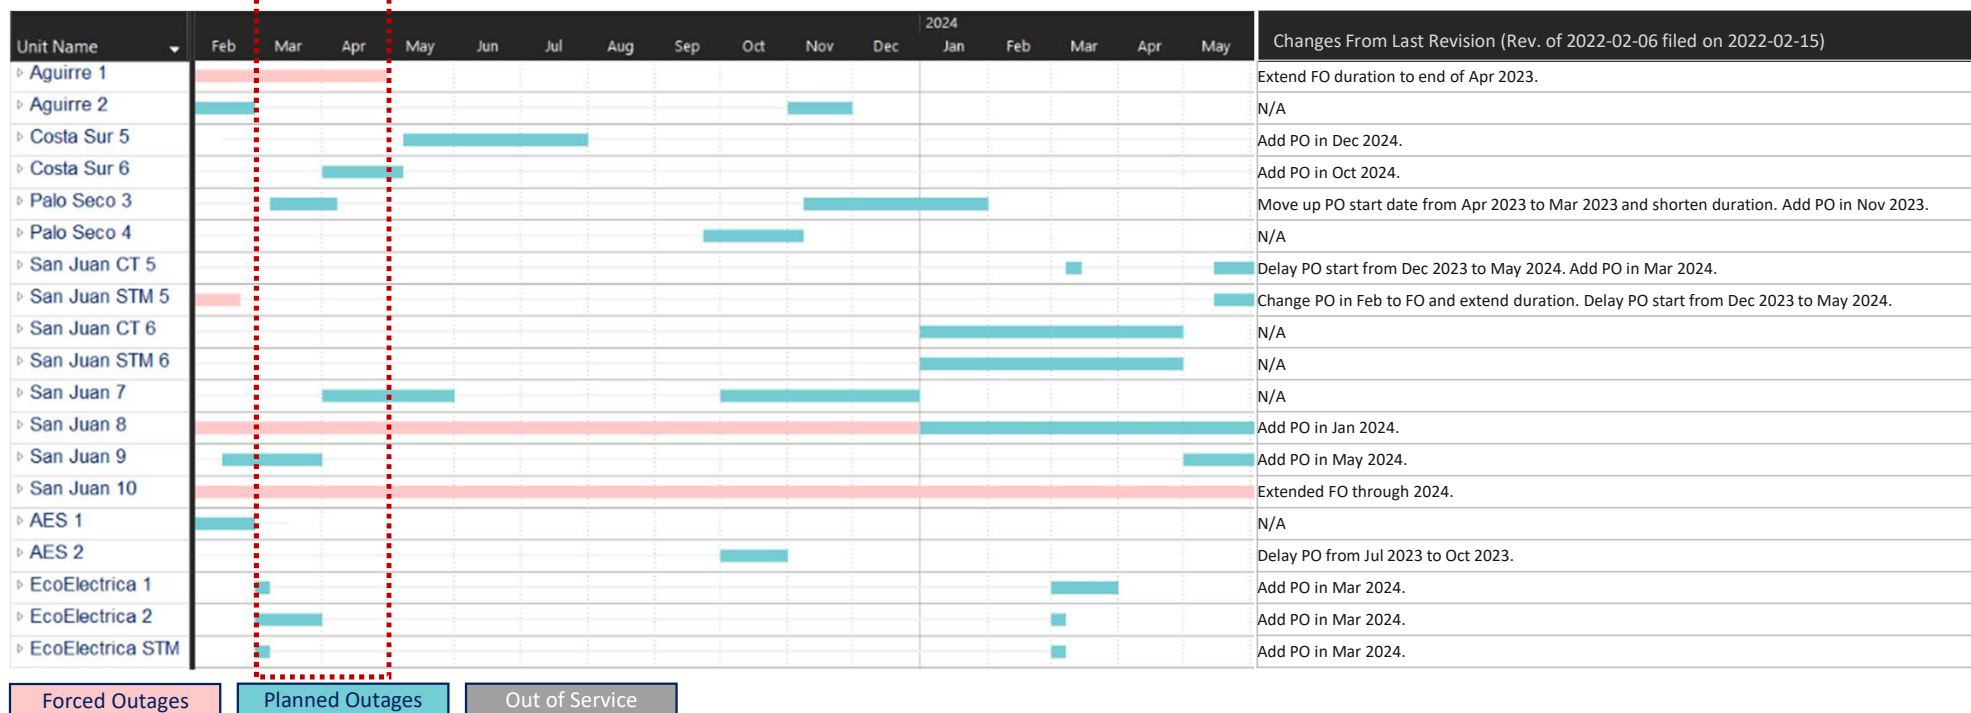 2024
Unit Name Feb Mar Apr May Jun Jul Aug Sep Oct Nov Dec Jan Feb Mar Apr May Changes From Last Revision (Rev. of 2022-02-06 filed on 2022-02-15)
Aguirre 1 Extend FO duration to end of Apr 2023.
Aguirre 2 N/A
Costa Sur 5 Add PO in Dec 2024.
Costa Sur 6 Add PO in Oct 2024.
Palo Seco 3 Move up PO start date from Apr 2023 to Mar 2023 and shorten duration. Add PO in Nov 2023.
Palo Seco 4 N/A
San Juan CT 5 Delay PO start from Dec 2023 to May 2024. Add PO in Mar 2024.
San Juan STM 5 Change PO in Feb to FO and extend duration. Delay PO start from Dec 2023 to May 2024.
San Juan CT 6 N/A
San Juan STM 6 N/A
San Juan 7 N/A
San Juan 8 Add PO in Jan 2024.
San Juan 9 Add PO in May 2024.
San Juan 10 Extended FO through 2024.
AES 1 N/A
AES 2 Delay PO from Jul 2023 to Oct 2023.
EcoElectrica 1 Add PO in Mar 2024.
EcoElectrica 2 Add PO in Mar 2024.
EcoElectrica STM Add PO in Mar 2024.
Forced Outages Planned Outages Out of Service